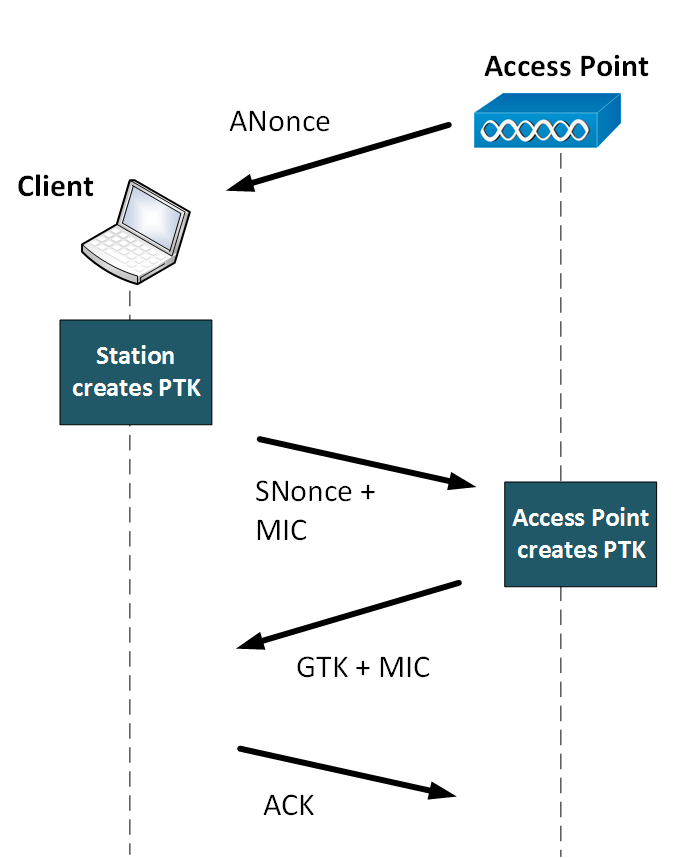 Access Point
ANonce
Client
Station
creates PTK
SNonce +
MIC
Access Point
creates PTK
GTK + MIC
ACK